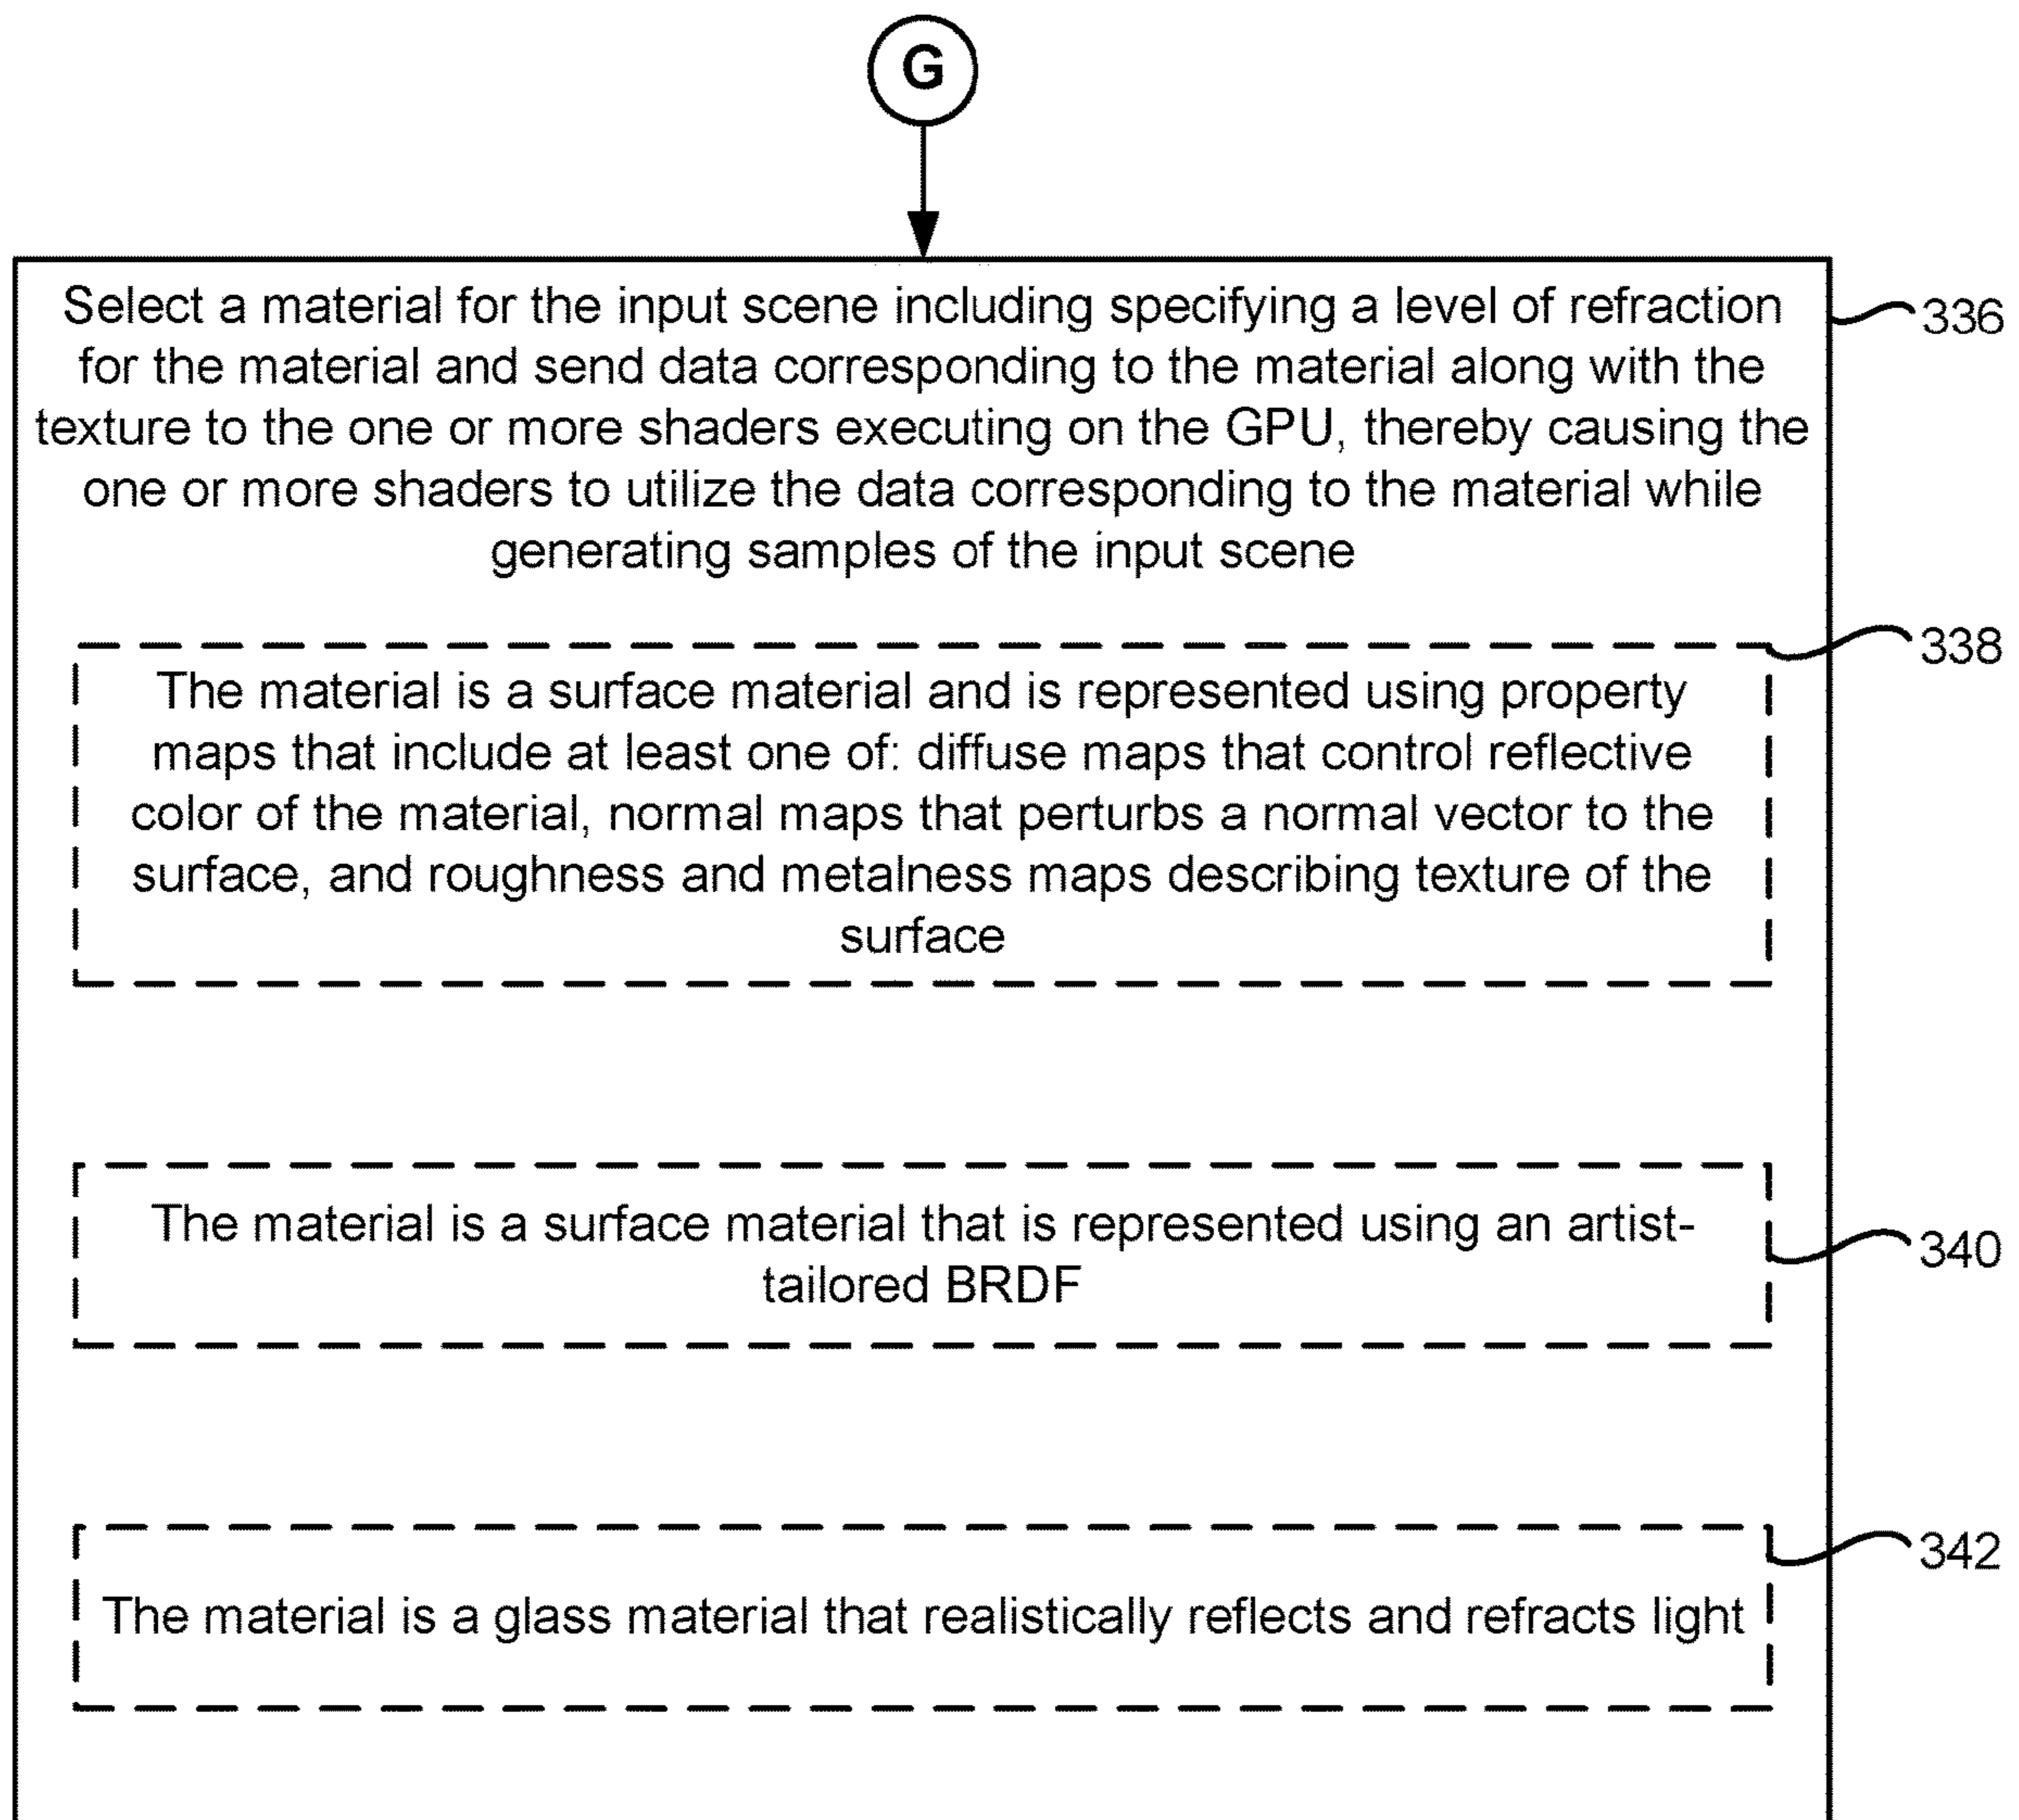 G
Select a material for the input scene including specifying a level of refraction
for the material and send data corresponding to the material along with the
texture to the one or more shaders executing on the GPU, thereby causing the
one or more shaders to utilize the data corresponding to the material while
generating samples of the input scene
336
338
The material is a surface material and is represented using property
maps that include at least one of: diffuse maps that control reflective
color of the material, normal maps that perturbs a normal vector to the
surface, and roughness and metalness maps describing texture of the
surface
The material is a surface material that is represented using an artist-
tailored BRDF
340
342
The material is a glass material that realistically reflects and refracts light